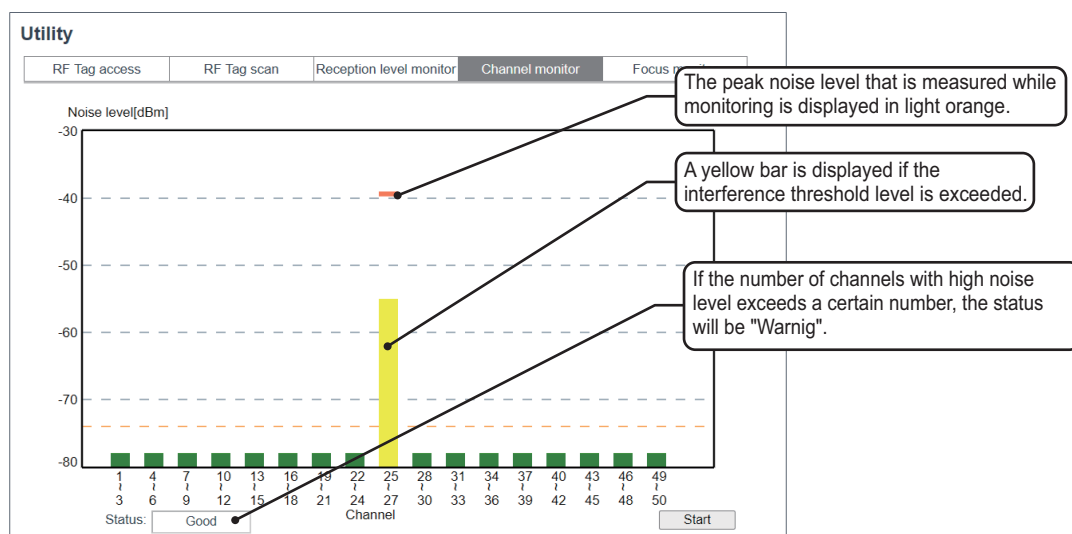 Utility
RF Tag access RF Tag scan Reception level monitor Channel monitor Focus
The peak noise level that is measured while
monitoring is displayed in light orange.
Noise level[dBm]
-30
A yellow bar is displayed if the
interference threshold level is exceeded.
-40
-50
If the number of channels with high noise
level exceeds a certain number, the status
will be "Warnig".
-60
-70
-80
1 4 7 10 13 16 19 22 25 28 31 34 37 40 43 46 49
~ ~ ~ ~ ~ ~ ~ ~ ~ ~ ~ ~ ~ ~ ~ ~ ~
3 6 9 12 15 18 21 24 27 30 33 36 39 42 45 48 50
Channel
Status: Good
Start